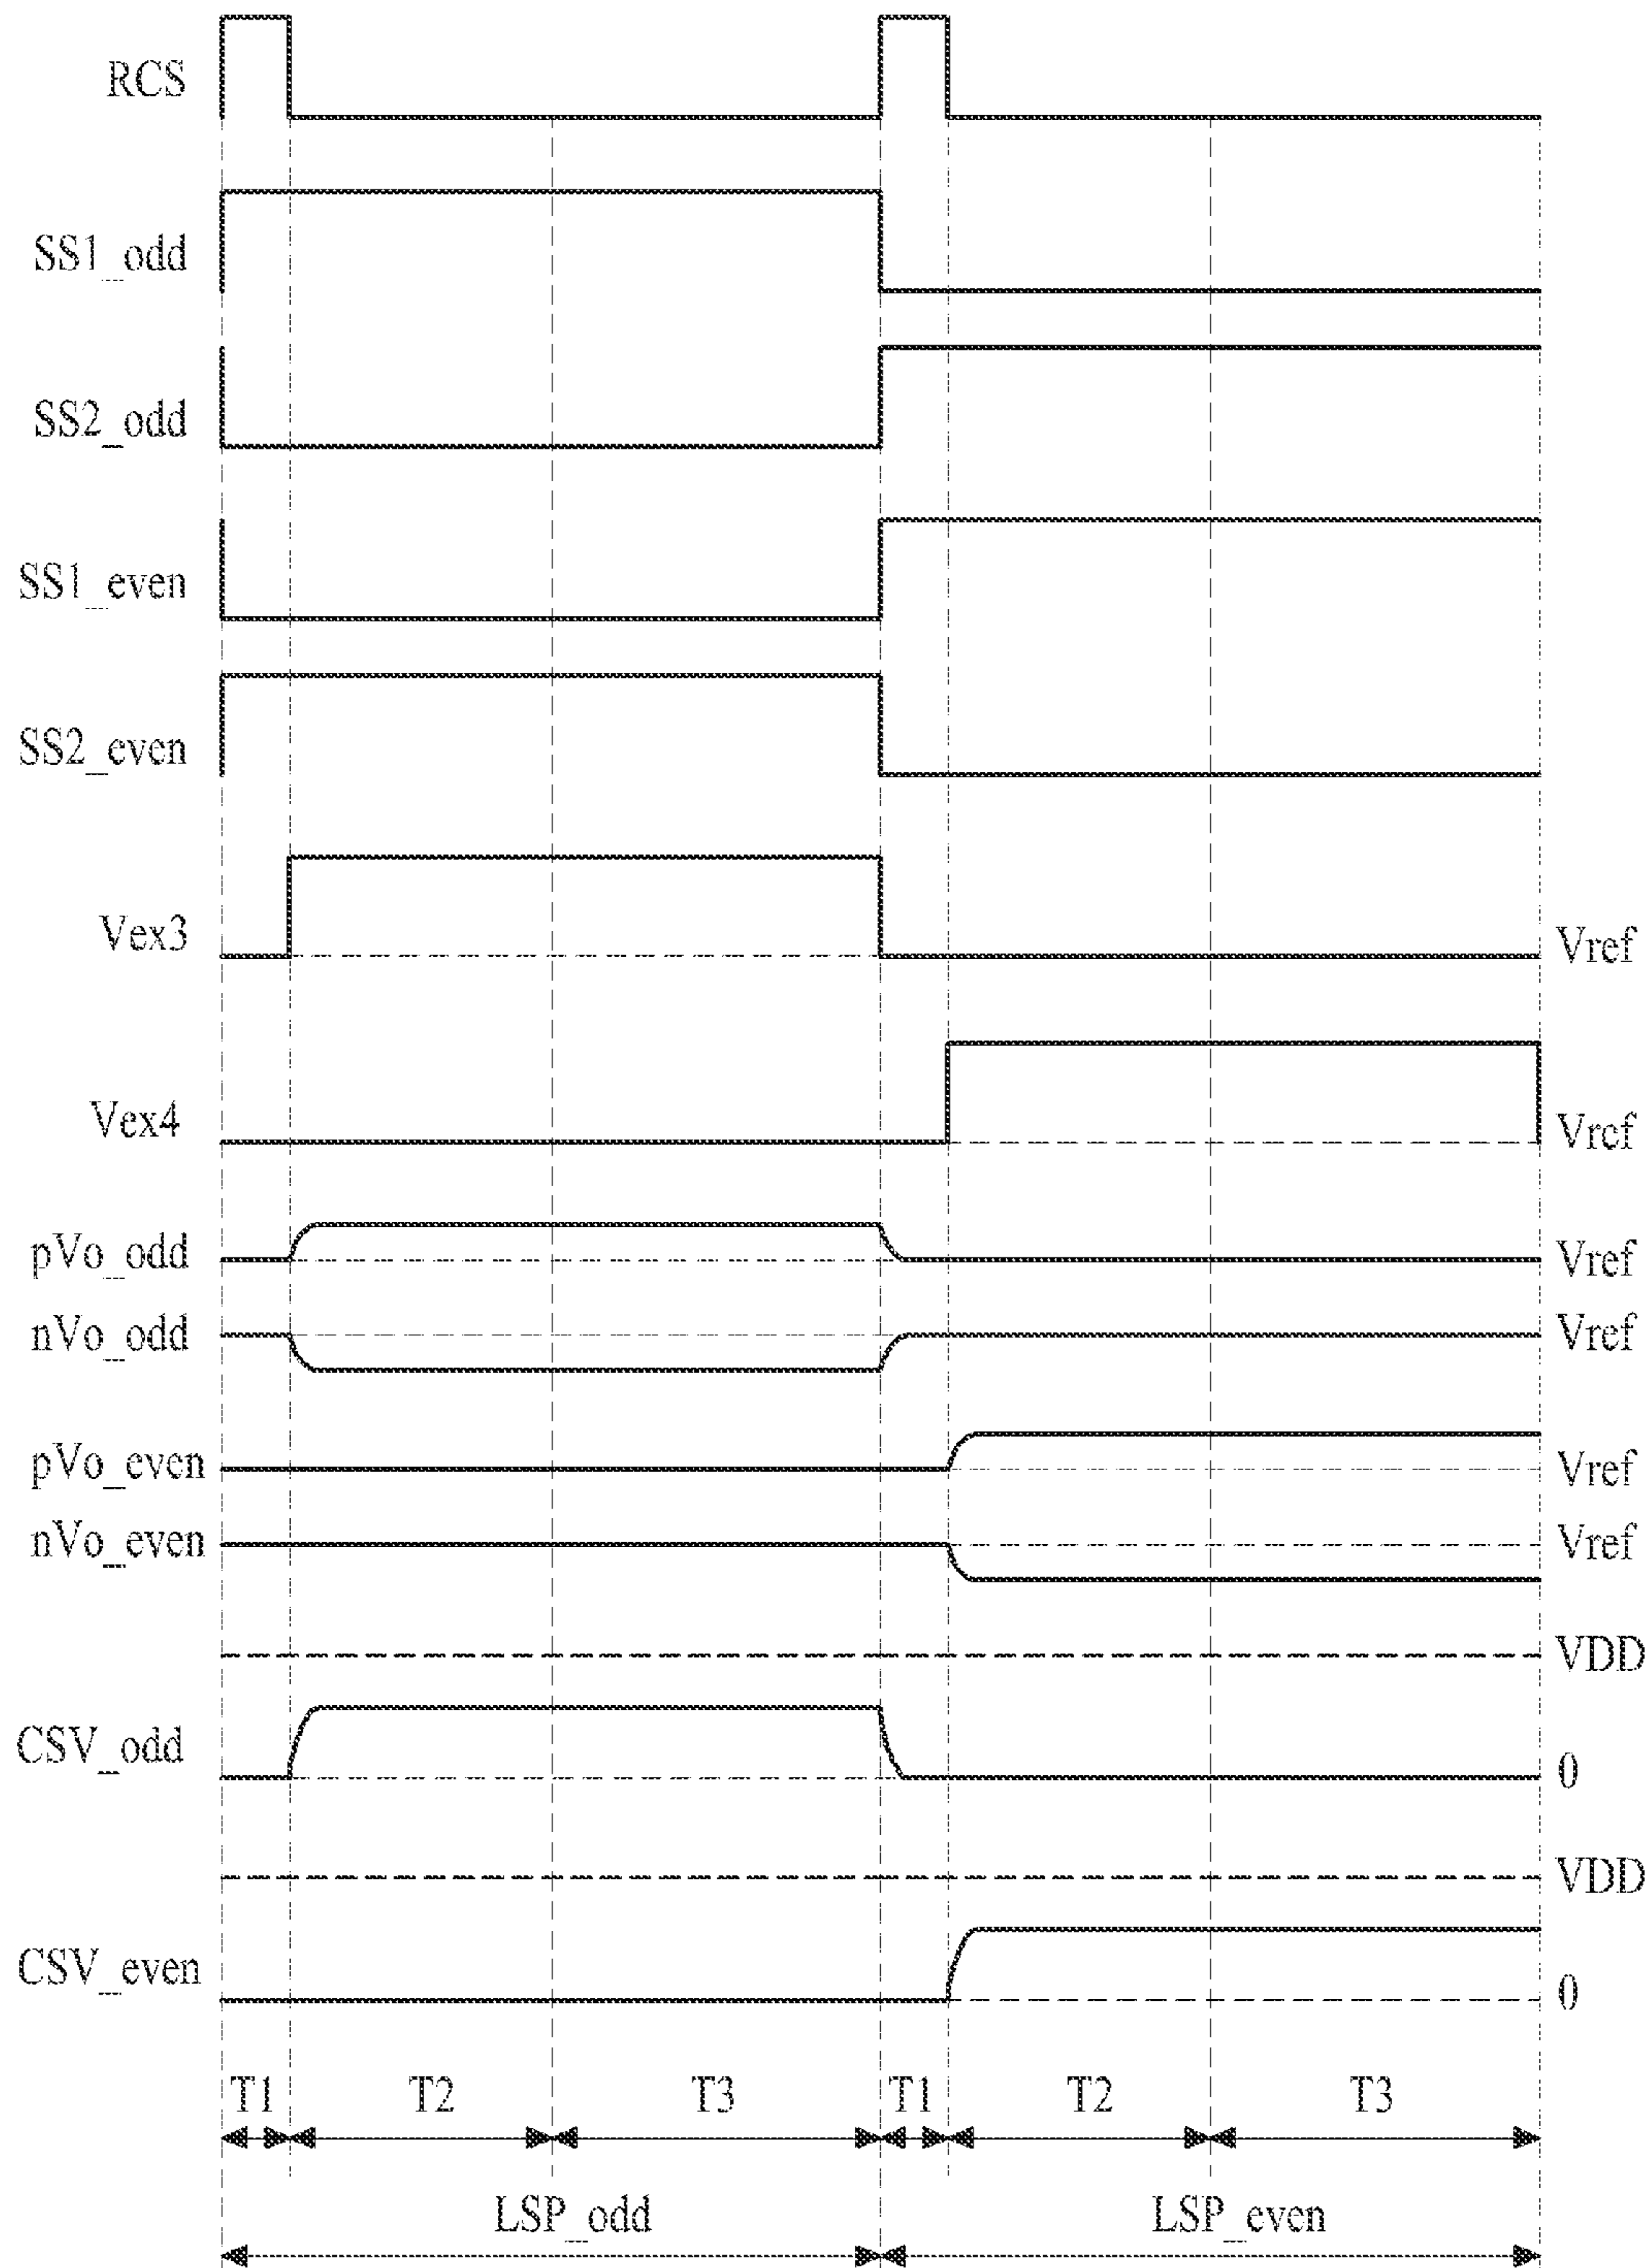 RCS
SS1_odd
SS2_odd
SS1_even
SS2_even
Vex3 Vref
Vex4 Vref
pVo_odd Vref
nVo_odd Vref
pVo_even Vref
nVo_even Vref
VDD
CSV_odd 0
VDD
CSV_even 0
T1 T2 T3 T1 T2 T3
LSP_odd LSP_even